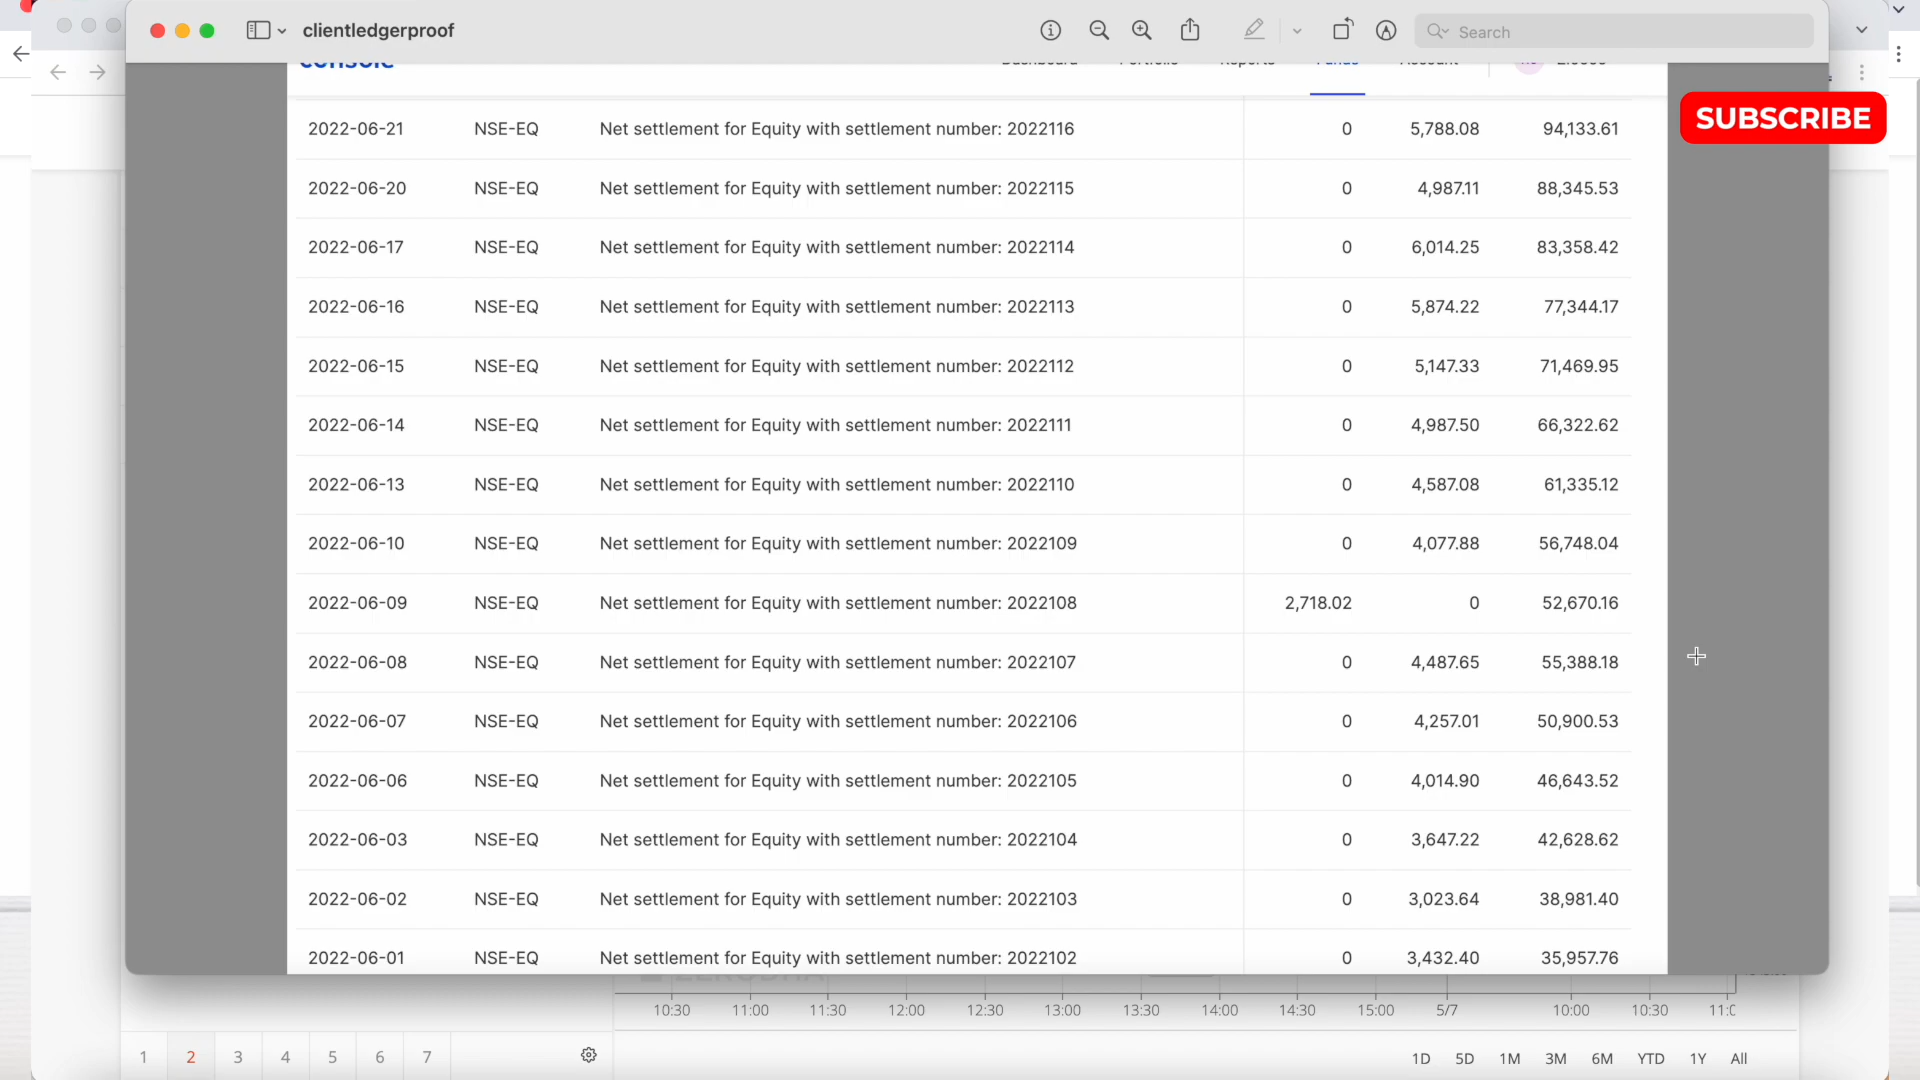 clientledgerproof
Search
console
Dashboard Portfolio Reports Funds Account
SUBSCRIBE
2022-06-21 NSE-EQ Net settlement for Equity with settlement number: 2022116 0 5,788.08 94,133.61
2022-06-20 NSE-EQ Net settlement for Equity with settlement number: 2022115 0 4,987.11 88,345.53
2022-06-17 NSE-EQ Net settlement for Equity with settlement number: 2022114 0 6,014.25 83,358.42
2022-06-16 NSE-EQ Net settlement for Equity with settlement number: 2022113 0 5,874.22 77,344.17
2022-06-15 NSE-EQ Net settlement for Equity with settlement number: 2022112 0 5,147.33 71,469.95
2022-06-14 NSE-EQ Net settlement for Equity with settlement number: 2022111 0 4,987.50 66,322.62
2022-06-13 NSE-EQ Net settlement for Equity with settlement number: 2022110 0 4,587.08 61,335.12
2022-06-10 NSE-EQ Net settlement for Equity with settlement number: 2022109 0 4,077.88 56,748.04
2022-06-09 NSE-EQ Net settlement for Equity with settlement number: 2022108 2,718.02 0 52,670.16
2022-06-08 NSE-EQ Net settlement for Equity with settlement number: 2022107 0 4,487.65 55,388.18
2022-06-07 NSE-EQ Net settlement for Equity with settlement number: 2022106 0 4,257.01 50,900.53
2022-06-06 NSE-EQ Net settlement for Equity with settlement number: 2022105 0 4,014.90 46,643.52
2022-06-03 NSE-EQ Net settlement for Equity with settlement number: 2022104 0 3,647.22 42,628.62
2022-06-02 NSE-EQ Net settlement for Equity with settlement number: 2022103 0 3,023.64 38,981.40
2022-06-01 NSE-EQ Net settlement for Equity with settlement number: 2022102 0 3,432.40 35,957.76
10:30 11:00 11:30 12:00 12:30 13:00 13:30 14:00 14:30 15:00 5/7 10:00 10:30
1 2 3 4 5 6 7
1D 5D 1M 3M 6M YTD 1Y All